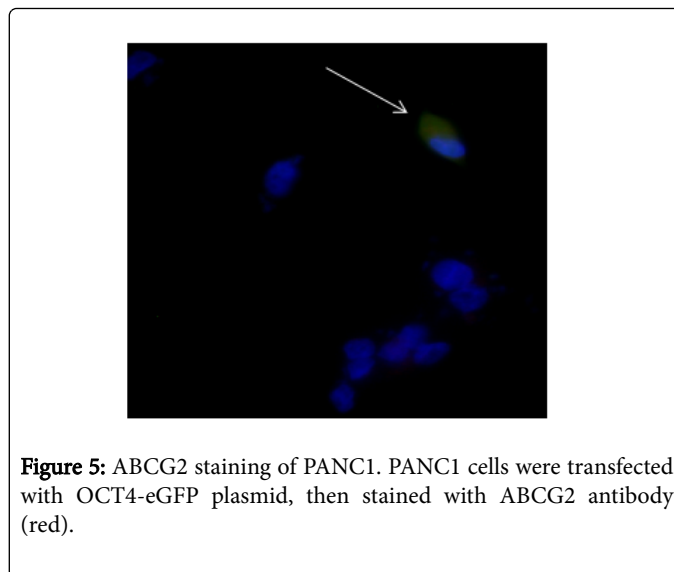 Figure 5: ABCG2 staining of PANC1. PANC1 cells were transfected
with OCT4-eGFP plasmid, then stained with ABCG2 antibody
(red).